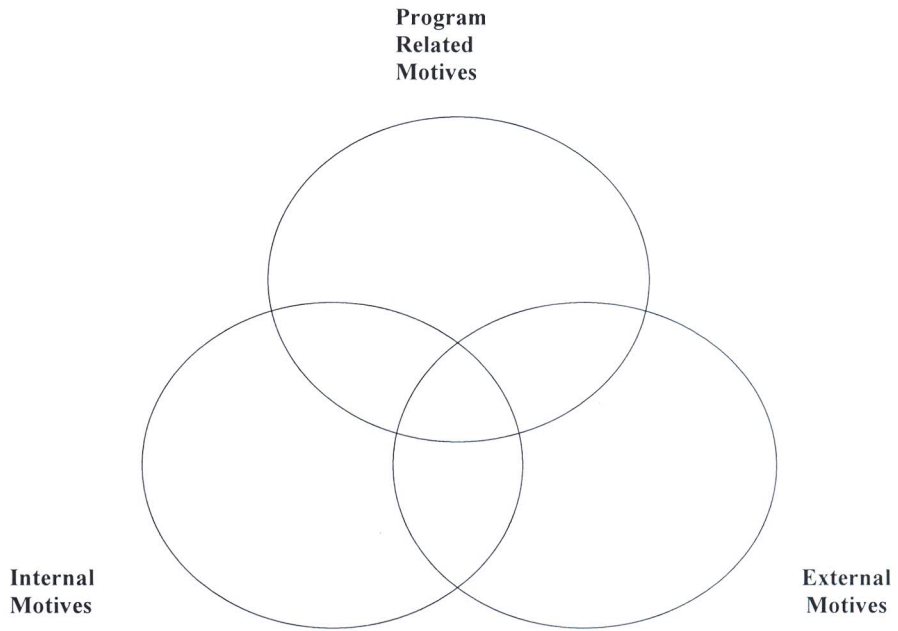 Program
Related
Motives
Internal
Motives
External
Motives